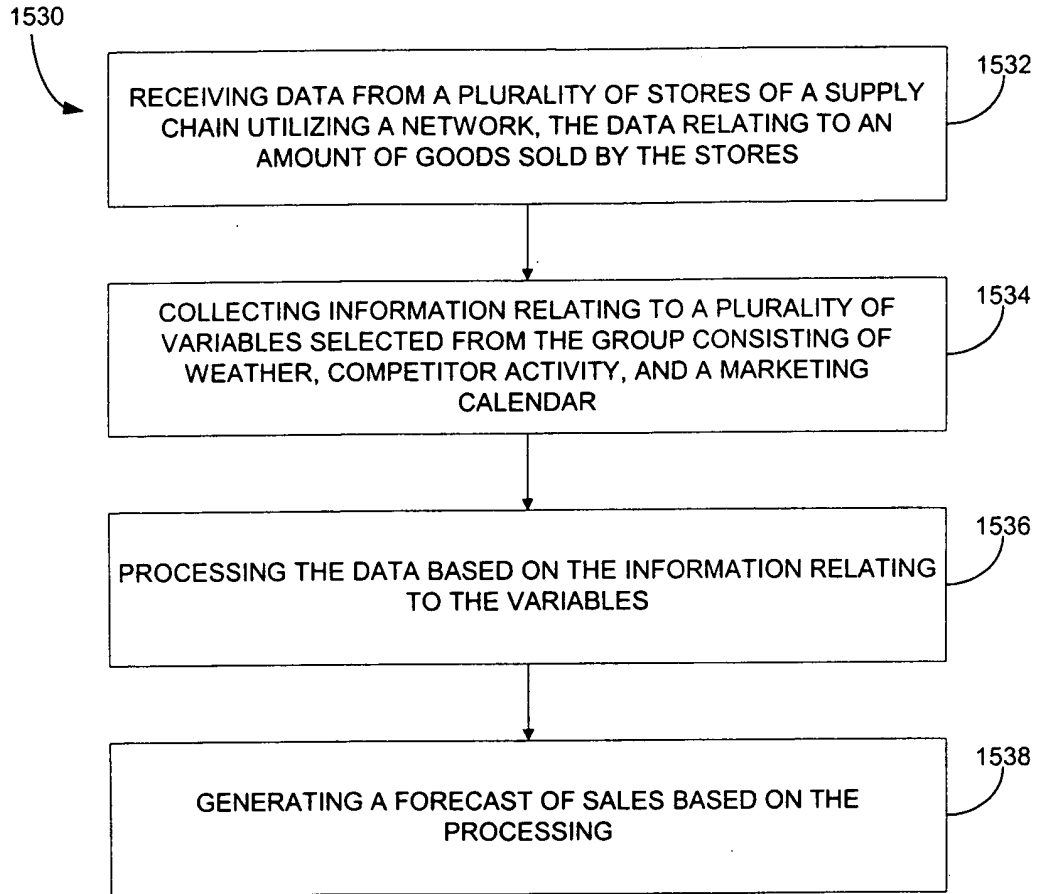 1530
1532
RECEIVING DATA FROM A PLURALITY OF STORES OF A SUPPLY
CHAIN UTILIZING A NETWORK, THE DATA RELATING TO AN
AMOUNT OF GOODS SOLD BY THE STORES
1534
COLLECTING INFORMATION RELATING TO A PLURALITY OF
VARIABLES SELECTED FROM THE GROUP CONSISTING OF
WEATHER, COMPETITOR ACTIVITY, AND A MARKETING
CALENDAR
1536
PROCESSING THE DATA BASED ON THE INFORMATION RELATING
TO THE VARIABLES
1538
GENERATING A FORECAST OF SALES BASED ON THE
PROCESSING